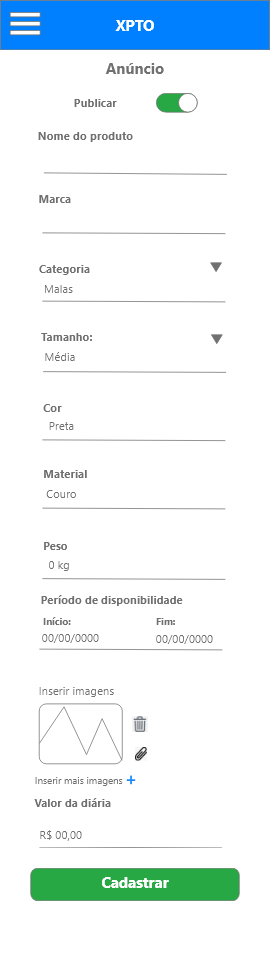 XPTO
Anúncio
Publicar
Nome do produto
Marca
Categoria
Malas
Tamanho:
Média
Cor
Preta
Material
Couro
Peso
0 kg
Período de disponibilidade
Início: Fim:
00/00/0000 00/00/0000
Inserir imagens
Inserir mais imagens +
Valor da diária
R$ 00,00
Cadastrar